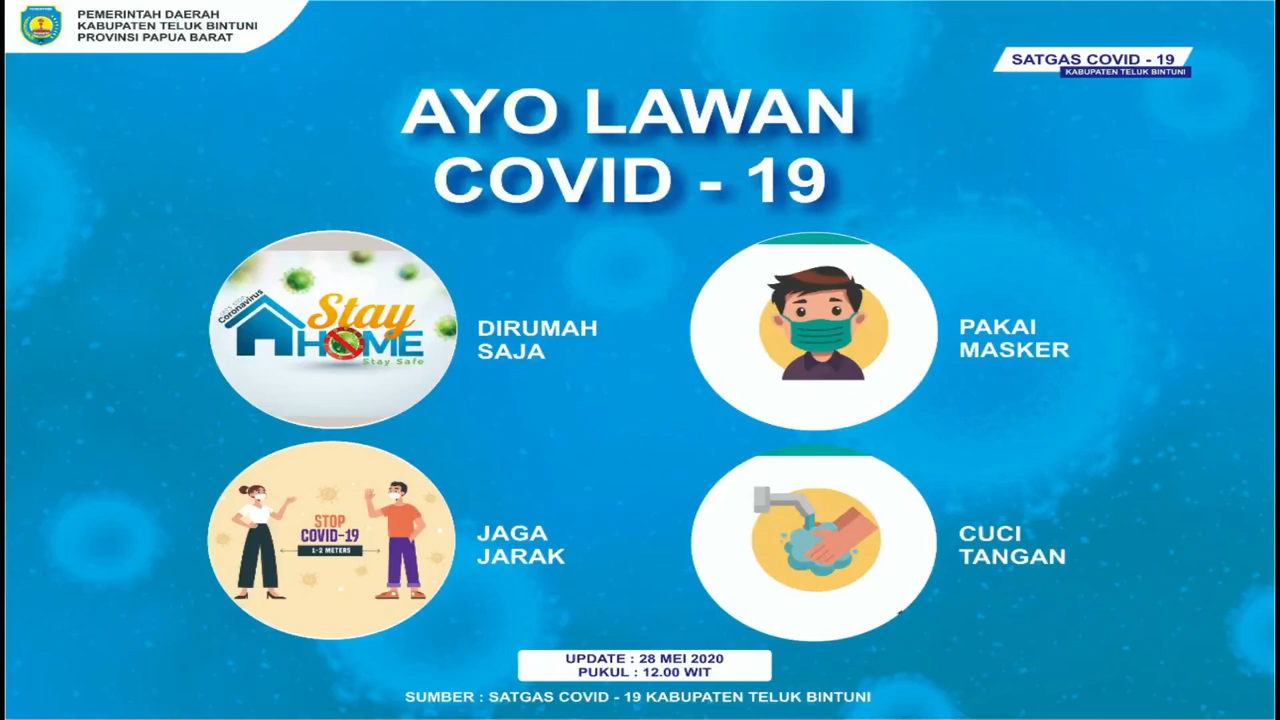 PEMERINTAH DAERAH
KABUPATEN TELUK BINTUNI
PROVINSI PAPUA BARAT
SATGAS COVID - 19
KABUPATEN TELUK BINTUNI
AYO LAWAN
COVID - 19
Coronavirus
Stay
HOME
Stay Safe
DIRUMAH
SAJA
PAKAI
MASKER
STOP
COVID-19
1-2 METERS
JAGA
JARAK
CUCI
TANGAN
UPDATE : 28 MEI 2020
PUKUL : 12.00 WIT
SUMBER : SATGAS COVID - 19 KABUPATEN TELUK BINTUNI